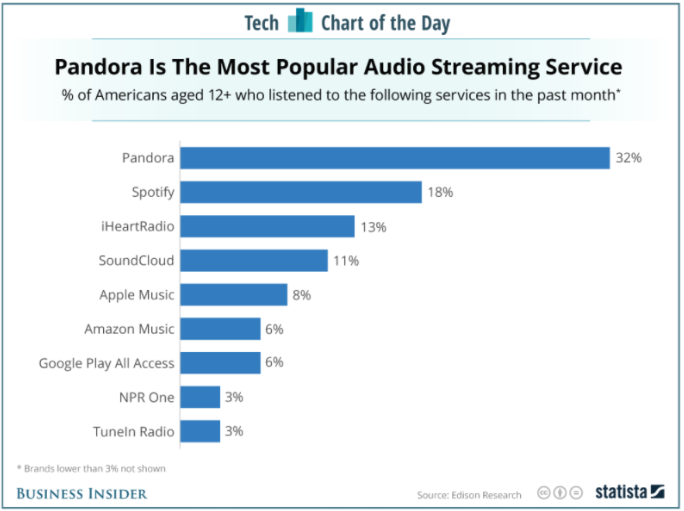 Tech Chart of the Day
Pandora Is The Most Popular Audio Streaming Service
% of Americans aged 12+ who listened to the following services in the past month*
Pandora 32%
Spotify 18%
iHeartRadio 13%
SoundCloud 11%
Apple Music 8%
Amazon Music 6%
Google Play All Access 6%
NPR One 3%
TuneIn Radio 3%
* Brands lower than 3% not shown
BUSINESS INSIDER Source: Edison Research cc statista